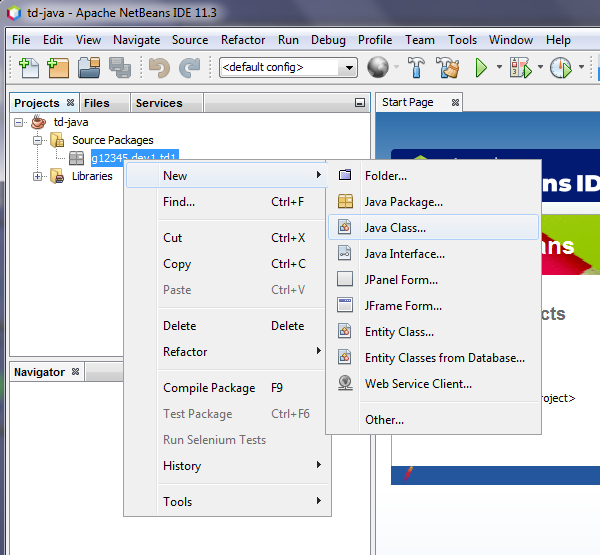 td-java - Apache NetBeans IDE 11.3
File Edit View Navigate Source Refactor Run Debug Profile Team Tools Window Help
<default config>
Projects Files Services
Start Page
td-java
Source Packages
g12345.dev1.td1
Libraries
Navigator
New
Find... Ctrl+F
Cut Ctrl+X
Copy Ctrl+C
Paste Ctrl+V
Delete Delete
Refactor
Compile Package F9
Test Package Ctrl+F6
Run Selenium Tests
History
Tools
Folder...
Java Package...
Java Class...
Java Interface...
JPanel Form...
JFrame Form...
Entity Class...
Entity Classes from Database...
Web Service Client...
Other...
eans ID
ans
cts
roject>